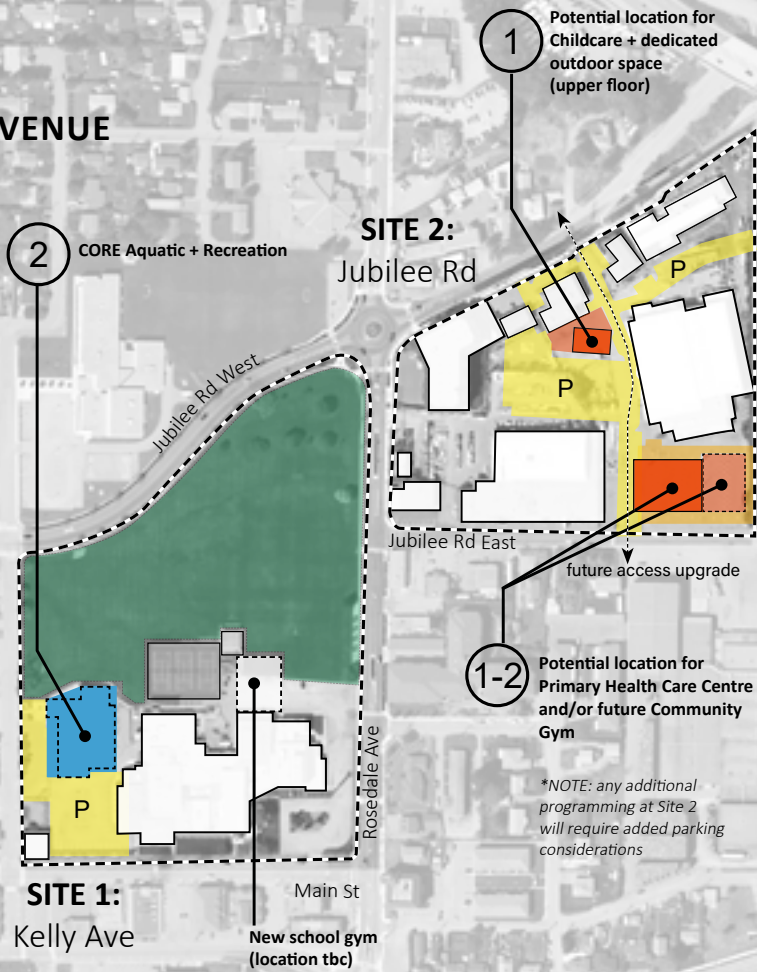 1
Potential location for
Childcare + dedicated
outdoor space
(upper floor)
VENUE
2
CORE Aquatic + Recreation
SITE 2:
Jubilee Rd
P
P
Jubilee Rd West
Jubilee Rd East
future access upgrade
1-2
Potential location for
Primary Health Care Centre
and/or future Community
Gym
*NOTE: any additional
programming at Site 2
will require added parking
considerations
Rosedale Ave
P
SITE 1:
Kelly Ave
Main St
New school gym
(location tbc)